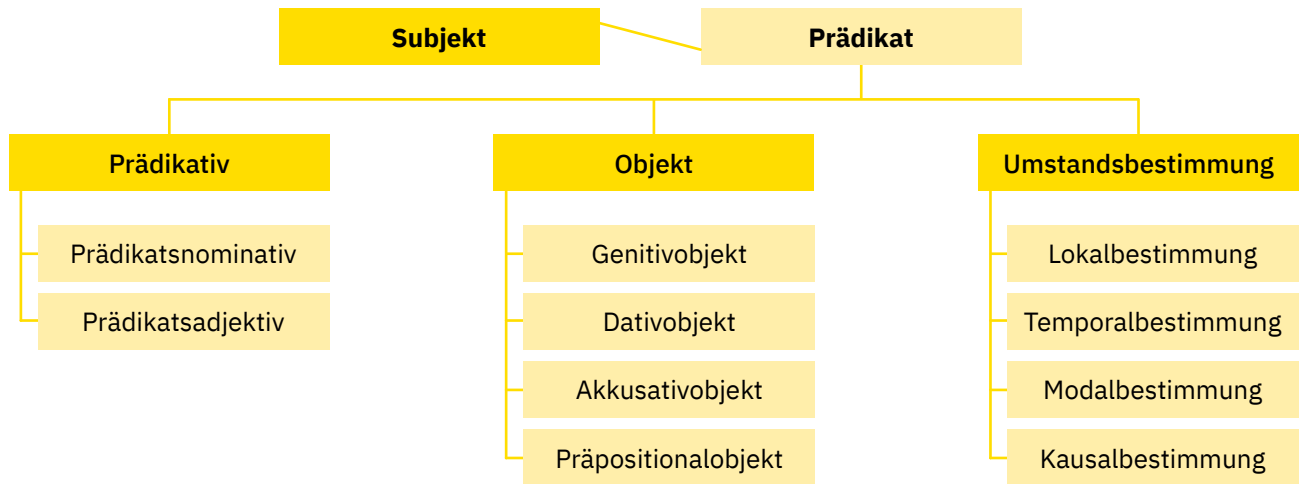 Subjekt
Prädikat
Prädikativ
Prädikatsnominativ
Prädikatsadjektiv
Objekt
Genitivobjekt
Dativobjekt
Akkusativobjekt
Präpositionalobjekt
Umstandsbestimmung
Lokalbestimmung
Temporalbestimmung
Modalbestimmung
Kausalbestimmung